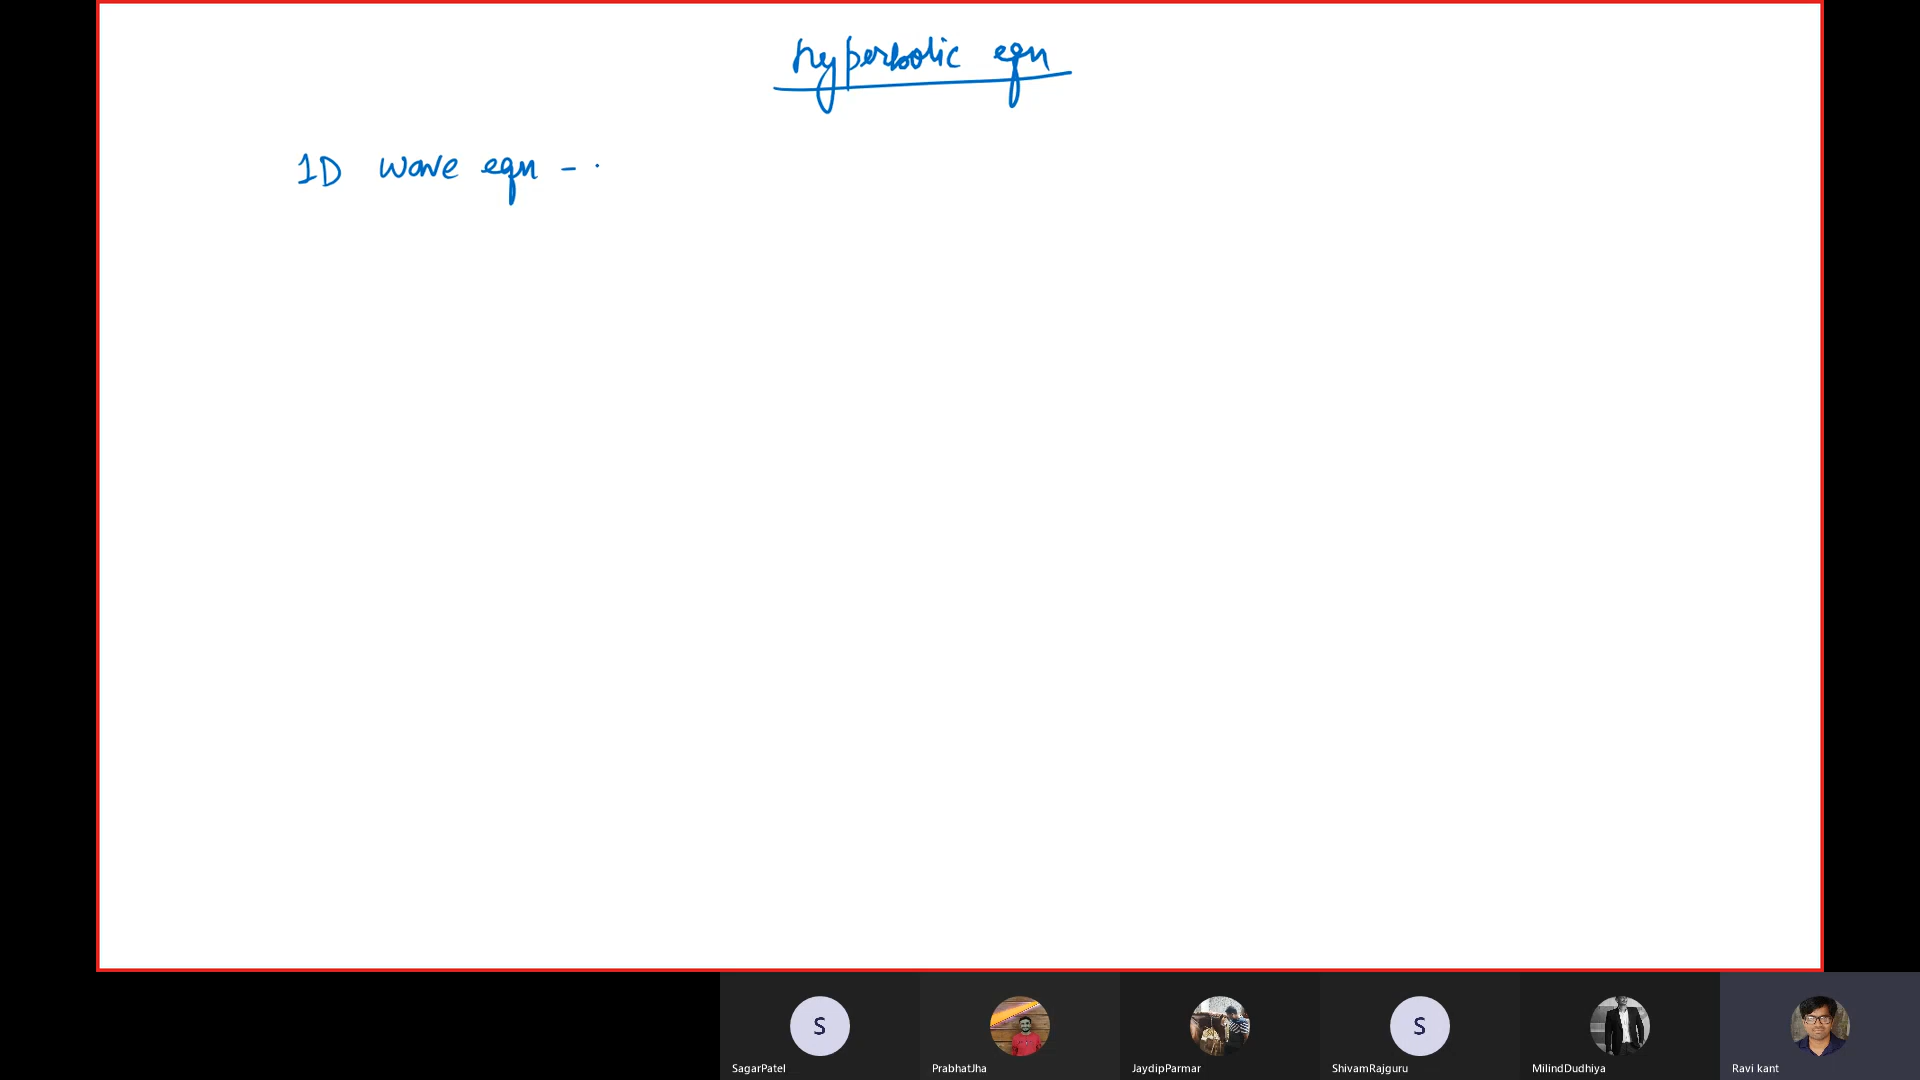 hyperbolic eqn
1D wave eqn -
S
S
SagarPatel
PrabhatJha
JaydipParmar
ShivamRajguru
MilindDudhiya
Ravi kant